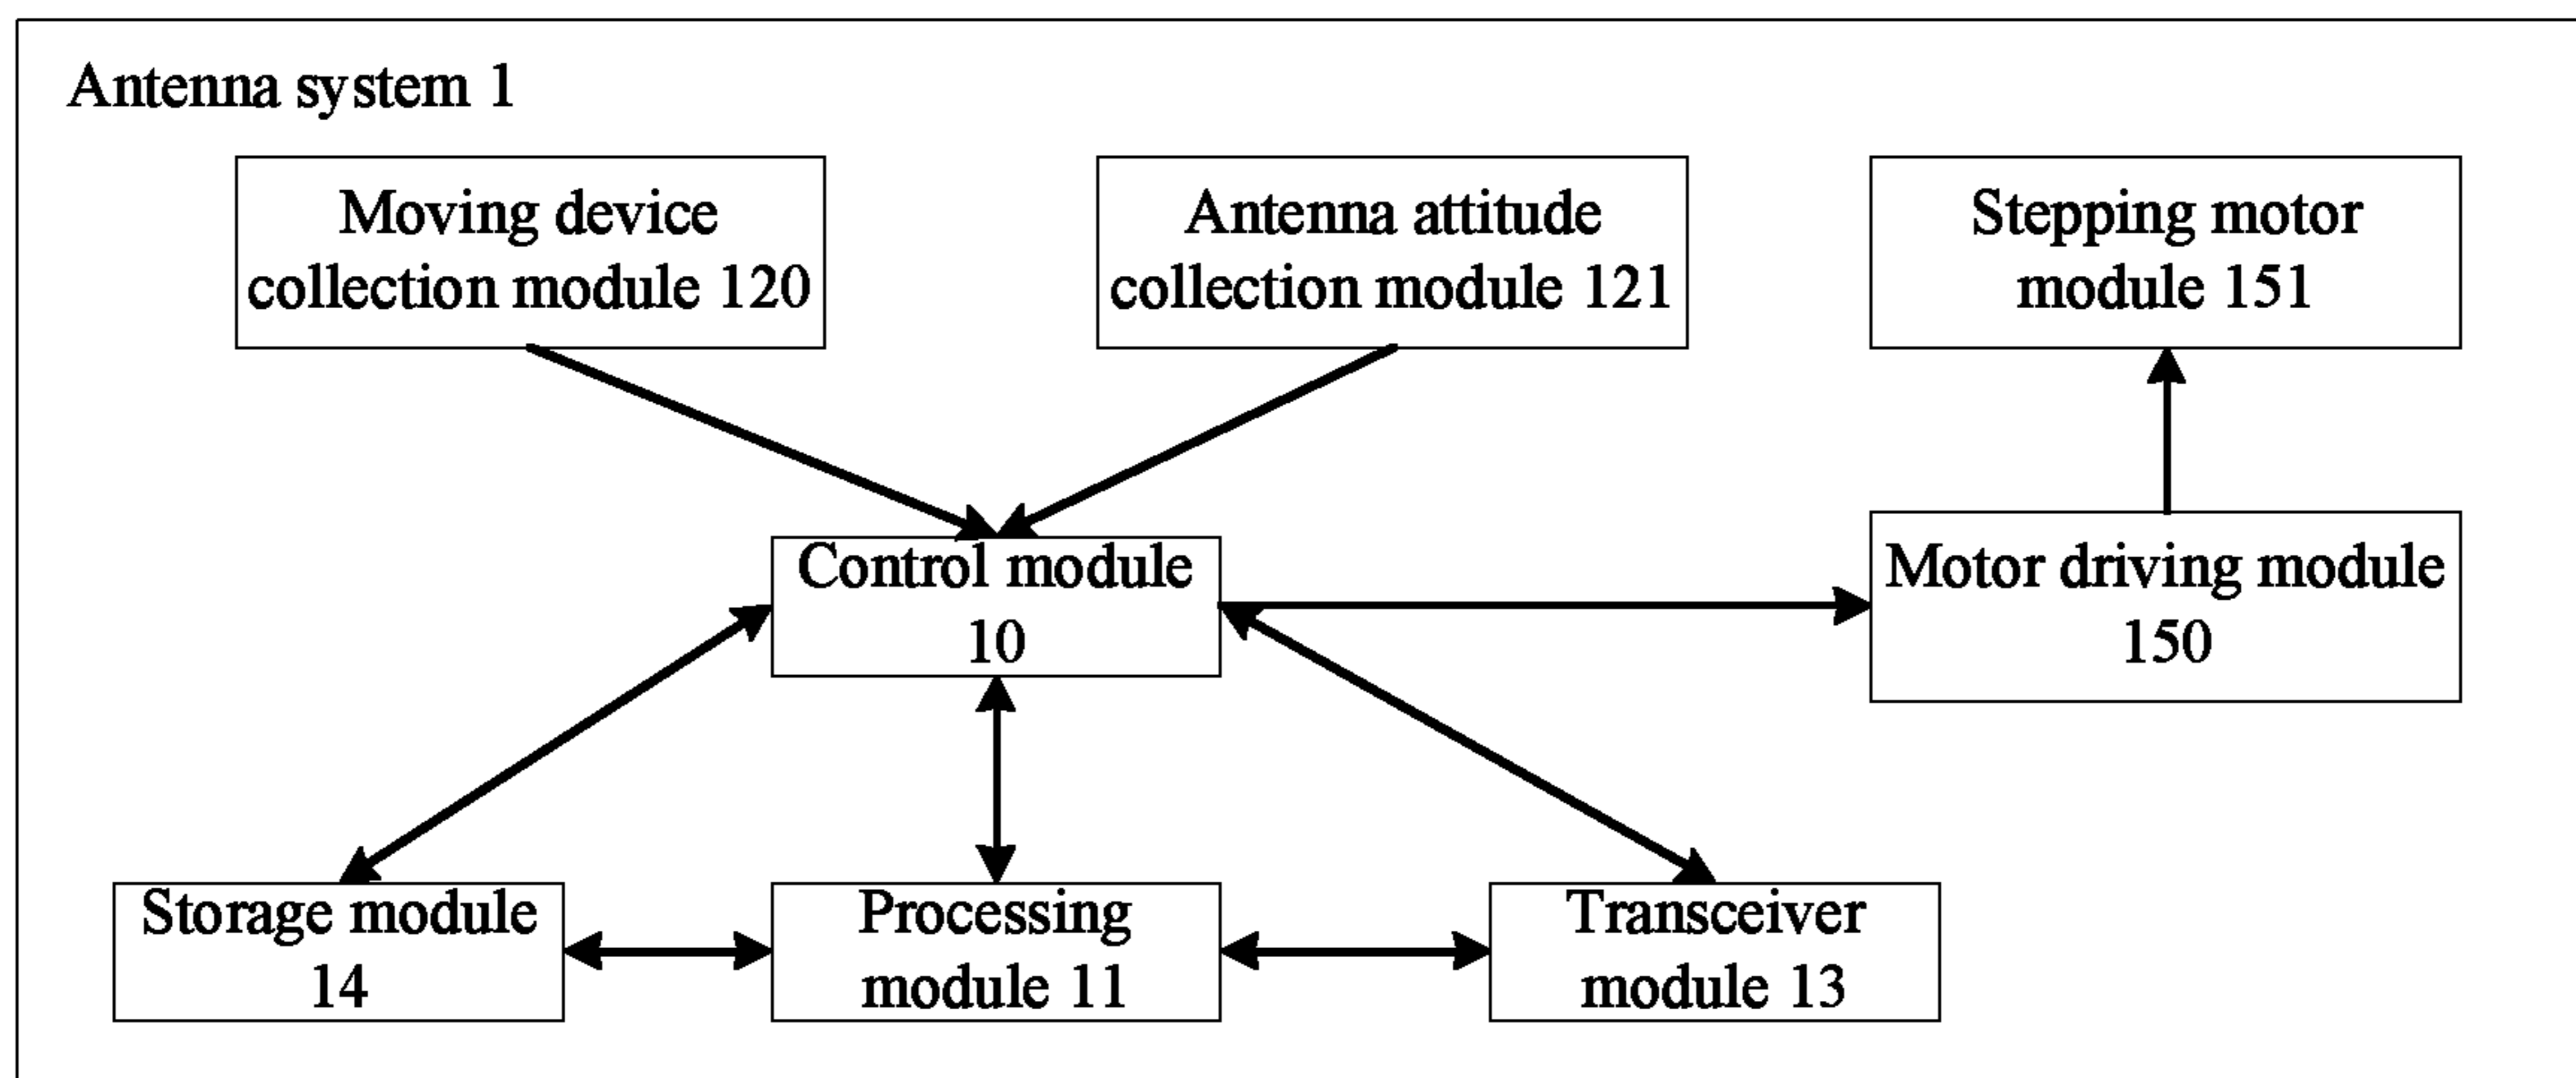 Antenna system 1
Moving device
collection module 120
Antenna attitude
collection module 121
Stepping motor
module 151
Control module
10
Motor driving module
150
Storage module
14
Processing
module 11
Transceiver
module 13